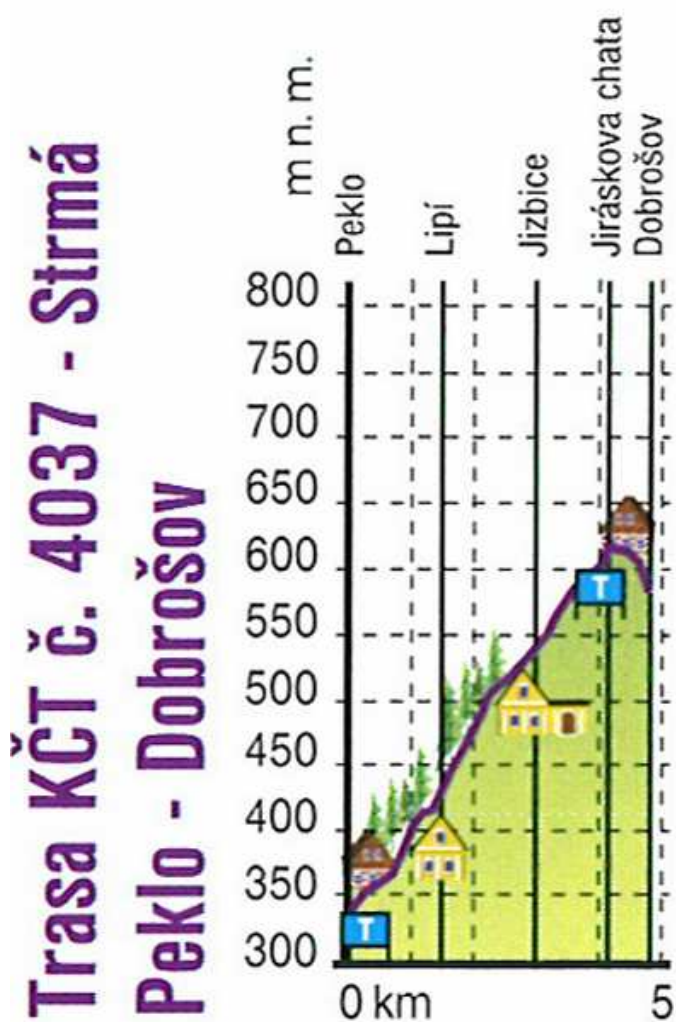 Trasa KČT č. 4037 - Strmá
Peklo - Dobrošov
m n. m.
Peklo
Lipí
Jizbice
Jiráskova chata
Dobrošov
800
750
700
650
600
550
500
450
400
350
300
T
T
0 km
5